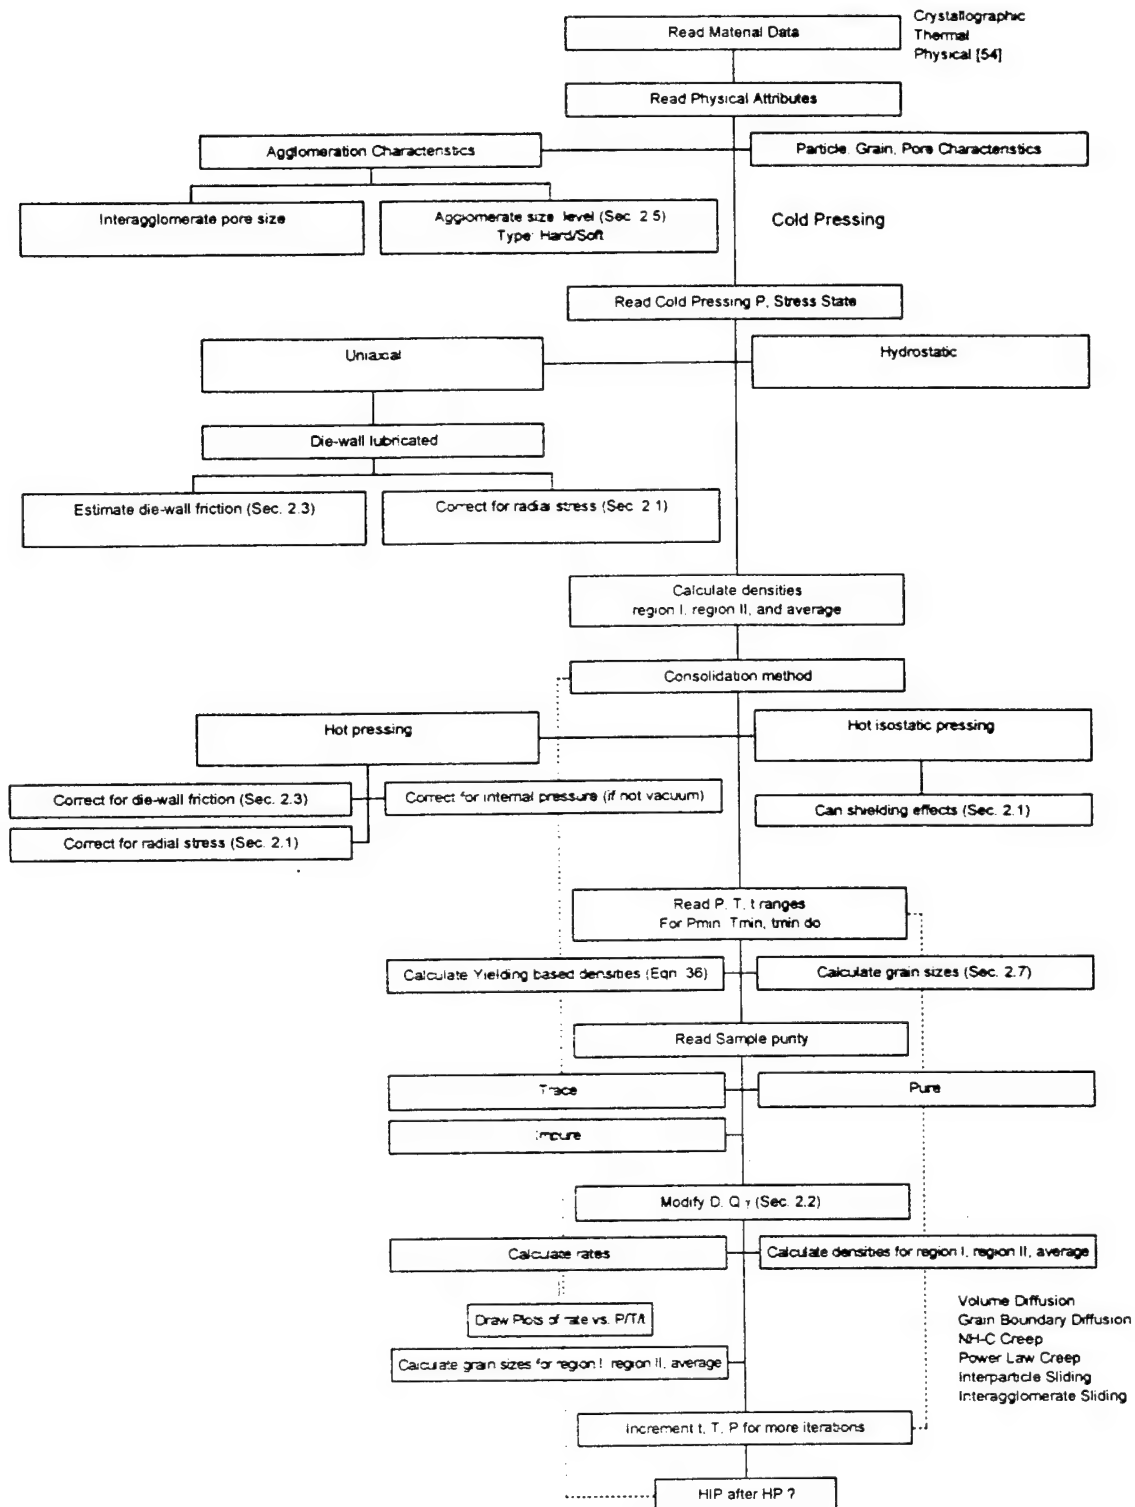 Read Material Data
Crystallographic
Thermal
Physical [54]
Read Physical Attributes
Agglomeration Characteristics
Particle, Grain, Pore Characteristics
Interagglomerate pore size
Agglomerate size, level (Sec. 2.5)
Type: Hard/Soft
Cold Pressing
Read Cold Pressing P, Stress State
Uniaxial
Hydrostatic
Die-wall lubricated
Estimate die-wall friction (Sec. 2.3)
Correct for radial stress (Sec. 2.1)
Calculate densities
region I, region II, and average
Consolidation method
Hot pressing
Hot isostatic pressing
Correct for die-wall friction (Sec. 2.3)
Correct for internal pressure (if not vacuum)
Can shielding effects (Sec. 2.1)
Correct for radial stress (Sec. 2.1)
Read P, T, t ranges
For Pmin, Tmin, tmin do
Calculate Yielding based densities (Eqn. 36)
Calculate grain sizes (Sec. 2.7)
Read Sample purity
Trace
Pure
Impure
Modify D, Q, γ (Sec. 2.2)
Calculate rates
Calculate densities for region I, region II, average
Draw Plots of rate vs. P/T/t
Calculate grain sizes for region I, region II, average
Volume Diffusion
Grain Boundary Diffusion
NH-C Creep
Power Law Creep
Interparticle Sliding
Interagglomerate Sliding
Increment t, T, P for more iterations
HIP after HP ?